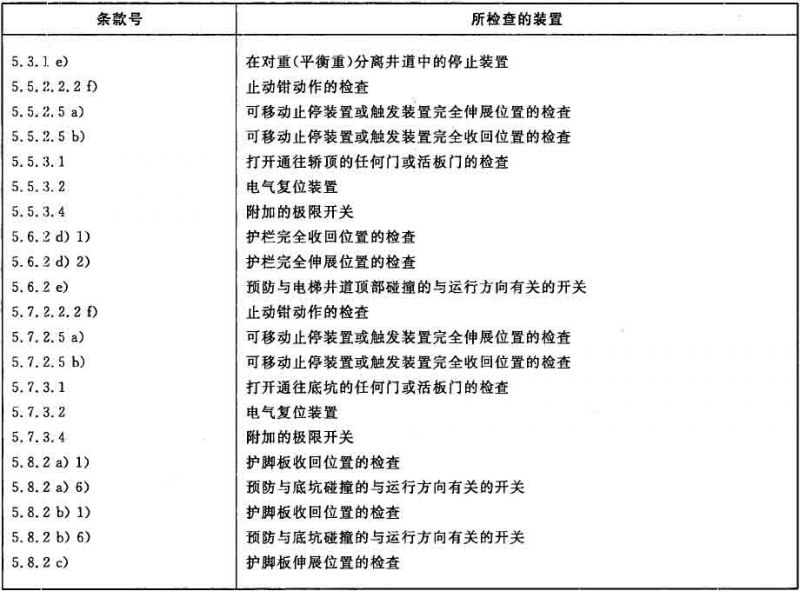 条款号 所检查的装置
5.3.1 e) 在对重(平衡重)分离井道中的停止装置
5.5.2.2.2 f) 止动钳动作的检查
5.5.2.5 a) 可移动止停装置或触发装置完全伸展位置的检查
5.5.2.5 b) 可移动止停装置或触发装置完全收回位置的检查
5.5.3.1 打开通往轿顶的任何门或活板门的检查
5.5.3.2 电气复位装置
5.5.3.4 附加的极限开关
5.6.2 d) 1) 护栏完全收回位置的检查
5.6.2 d) 2) 护栏完全伸展位置的检查
5.6.2 e) 预防与电梯井道顶部碰撞的与运行方向有关的开关
5.7.2.2.2 f) 止动钳动作的检查
5.7.2.5 a) 可移动止停装置或触发装置完全伸展位置的检查
5.7.2.5 b) 可移动止停装置或触发装置完全收回位置的检查
5.7.3.1 打开通往底坑的任何门或活板门的检查
5.7.3.2 电气复位装置
5.7.3.4 附加的极限开关
5.8.2 a) 1) 护脚板收回位置的检查
5.8.2 a) 6) 预防与底坑碰撞的与运行方向有关的开关
5.8.2 b) 1) 护脚板收回位置的检查
5.8.2 b) 6) 预防与底坑碰撞的与运行方向有关的开关
5.8.2 c) 护脚板伸展位置的检查